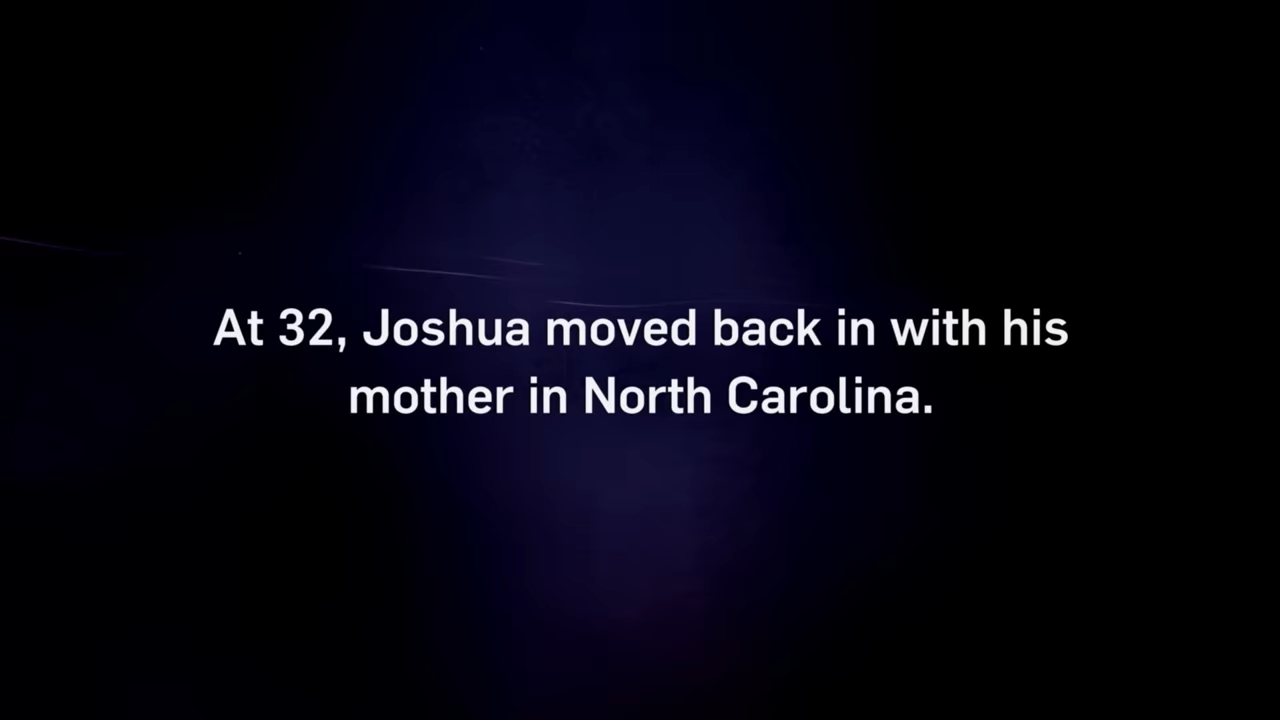 At 32, Joshua moved back in with his
mother in North Carolina.